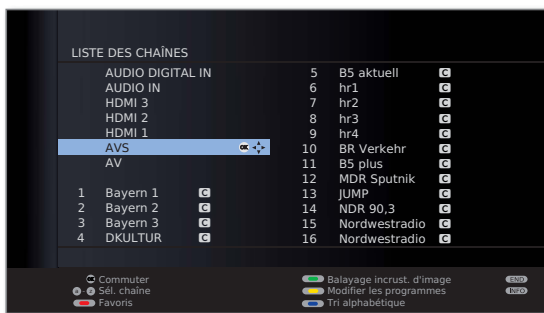 LISTE DES CHAÎNES
AUDIO DIGITAL IN
AUDIO IN
HDMI 3
HDMI 2
HDMI 1
AVS OK
AV
1 Bayern 1 C
2 Bayern 2 C
3 Bayern 3 C
4 DKULTUR C
5 B5 aktuell C
6 hr1 C
7 hr2 C
8 hr3 C
9 hr4 C
10 BR Verkehr C
11 B5 plus C
12 MDR Sputnik C
13 JUMP C
14 NDR 90,3 C
15 Nordwestradio C
16 Nordwestradio C
OK Commuter
Sél. chaîne
Favoris
Balayage incrust. d'image END
Modifier les programmes INFO
Tri alphabétique